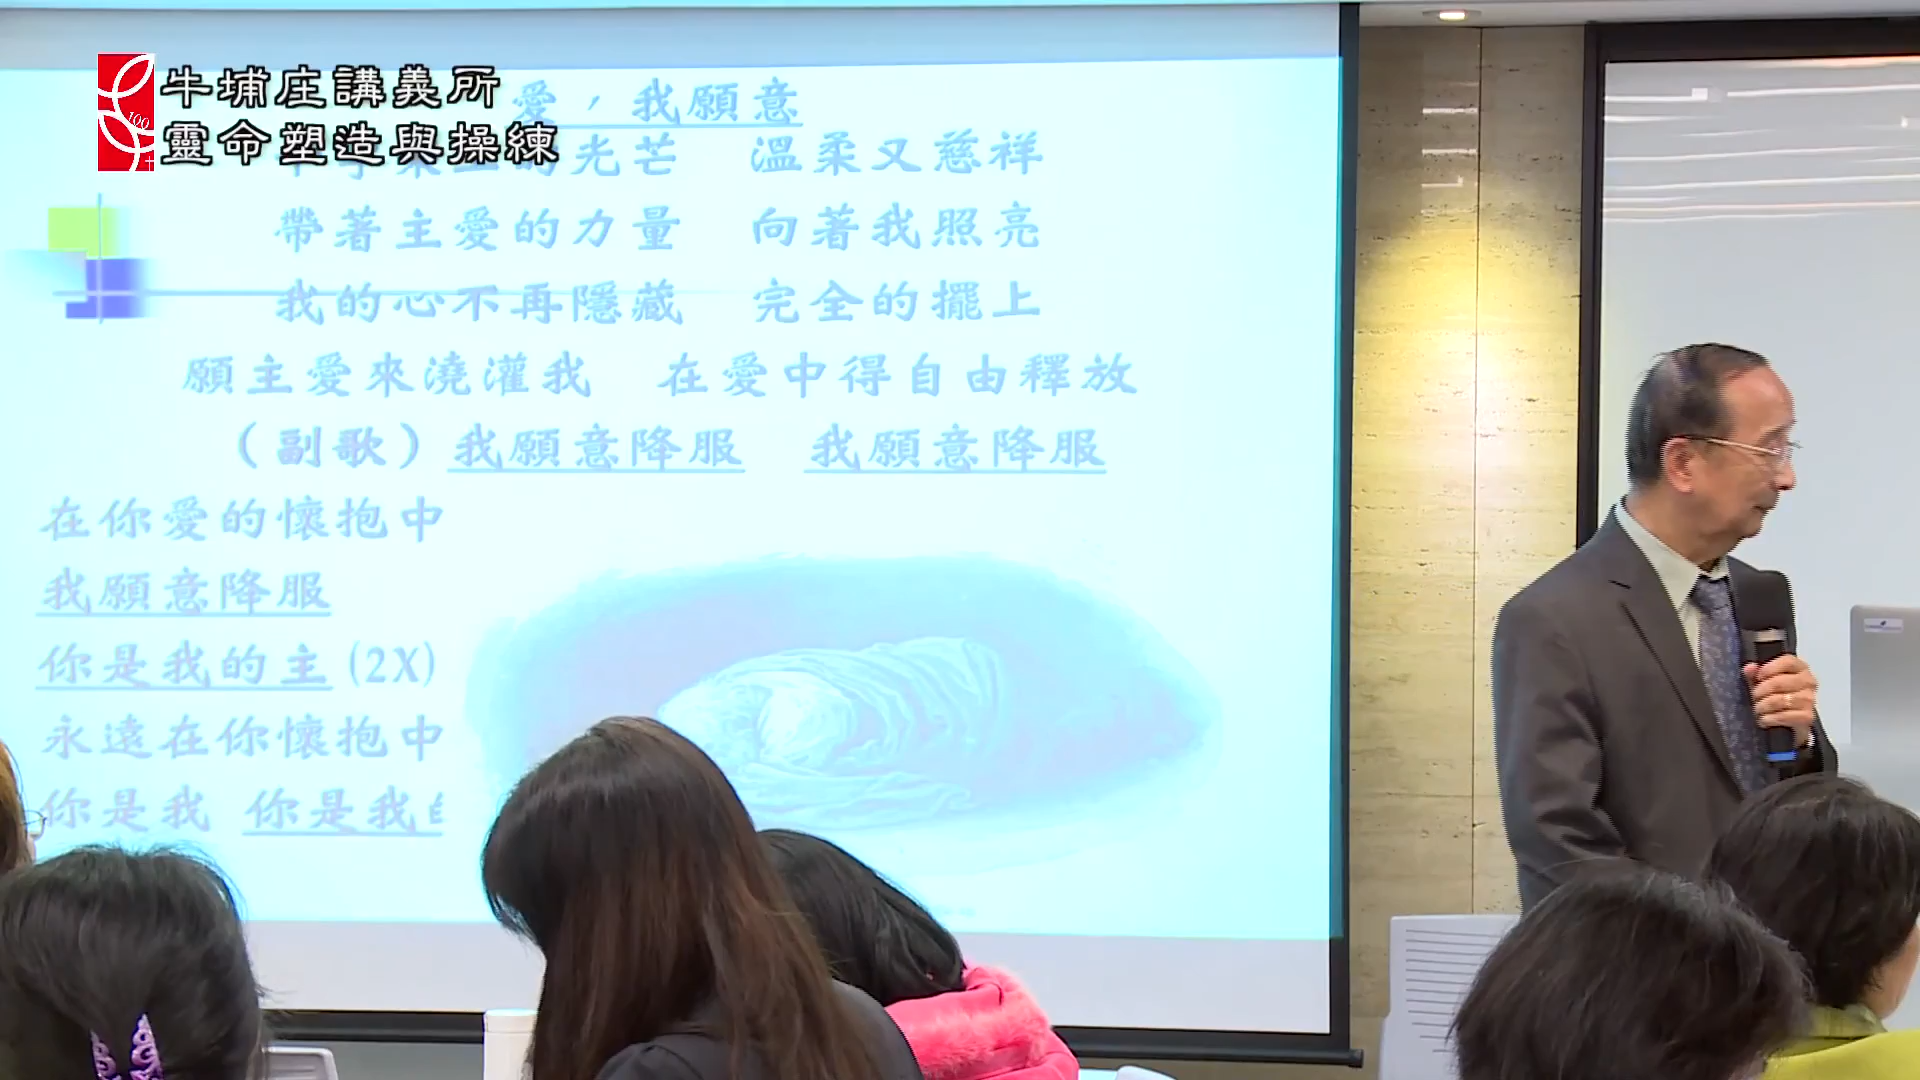 牛埔庄講義所
靈命塑造與操練
100
愛，我願意
光芒 溫柔又慈祥
帶著主愛的力量 向著我照亮
我的心不再隱藏 完全的擺上
願主愛來澆灌我 在愛中得自由釋放
（副歌）我願意降服 我願意降服
在你愛的懷抱中
我願意降服
你是我的主 (2X)
永遠在你懷抱中
你是我 你是我